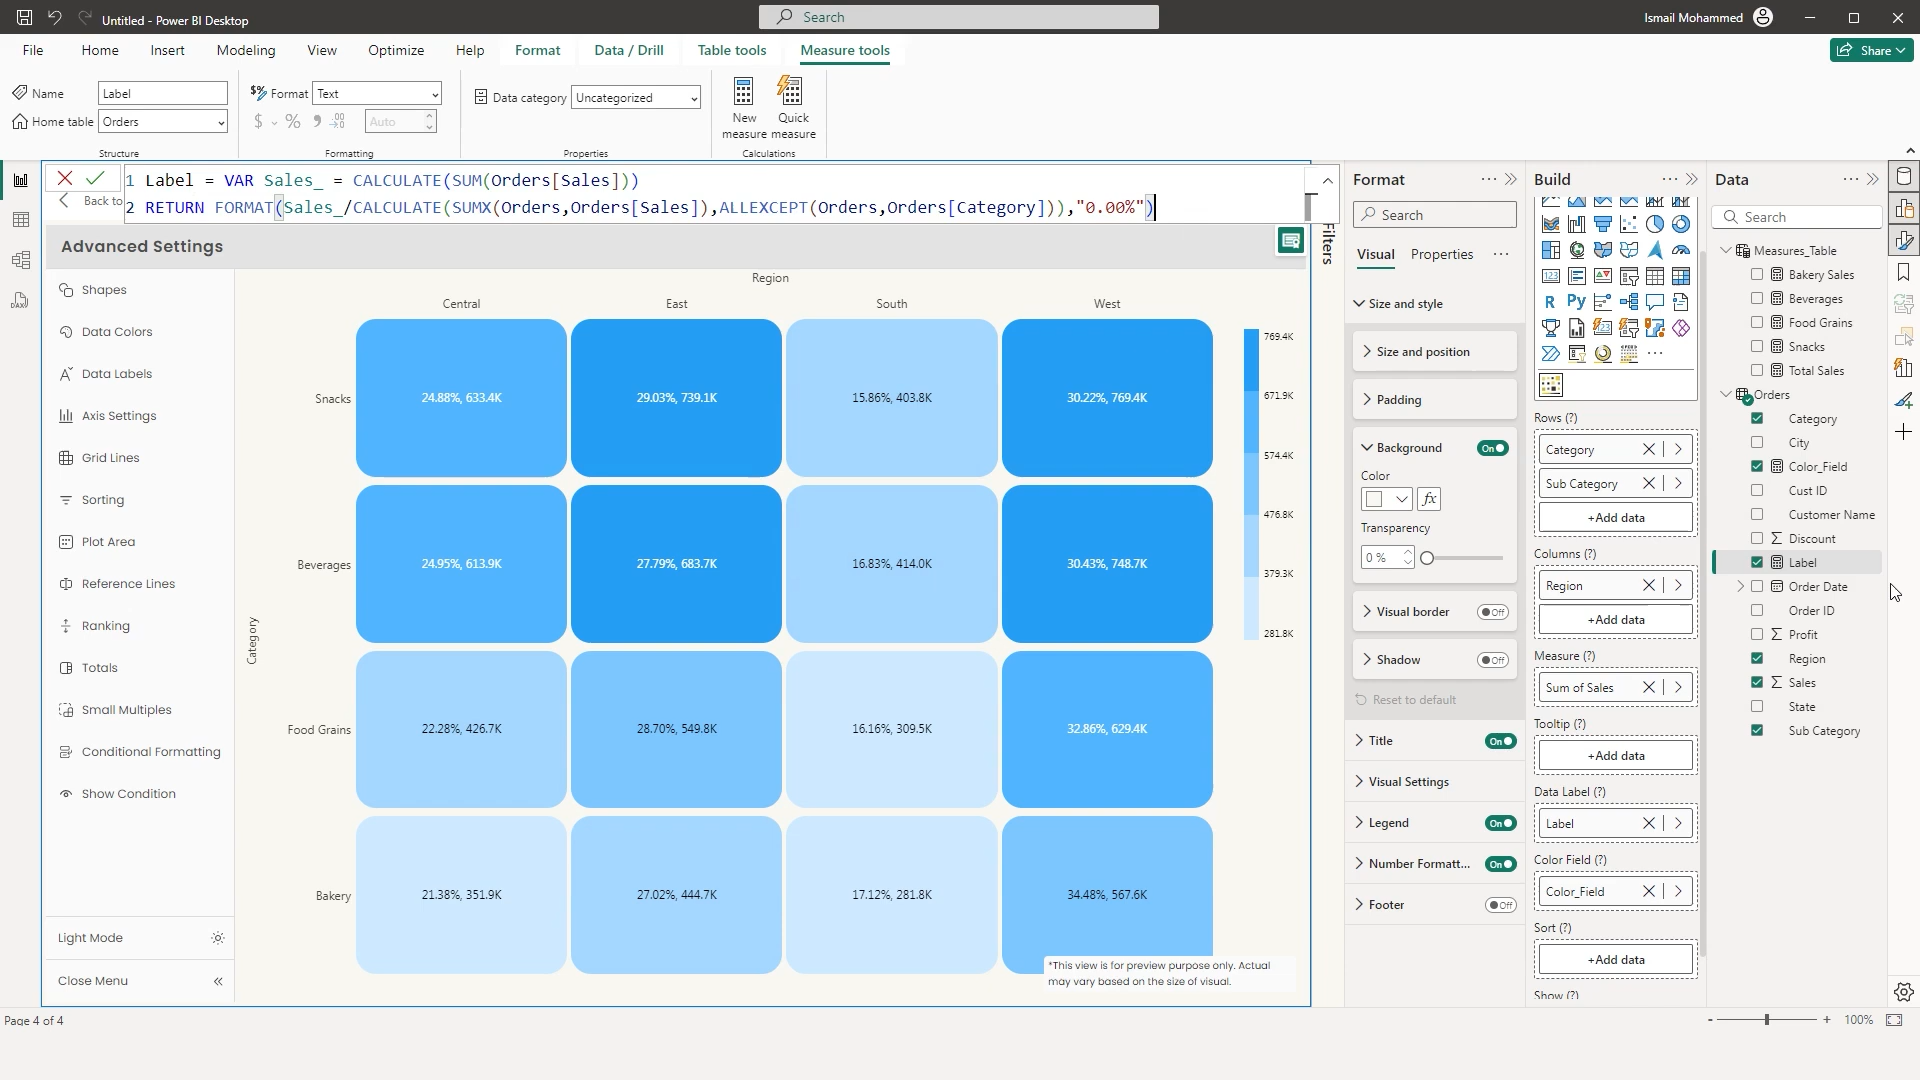 Untitled - Power BI Desktop
Search
Ismail Mohammed
File
Home
Insert
Modeling
View
Optimize
Help
Format
Data / Drill
Table tools
Measure tools
Share
Name
Label
Home table
Orders
Structure
Format
Text
$
%
Auto
Formatting
Data category
Uncategorized
Properties
New measure
Quick measure
Calculations
1 Label = VAR Sales_ = CALCULATE(SUM(Orders[Sales]))
2 RETURN FORMAT(Sales_/CALCULATE(SUMX(Orders,Orders[Sales]),ALLEXCEPT(Orders,Orders[Category])),"0.00%")
Back to
Advanced Settings
Shapes
Data Colors
Data Labels
Axis Settings
Grid Lines
Sorting
Plot Area
Reference Lines
Ranking
Totals
Small Multiples
Conditional Formatting
Show Condition
Light Mode
Close Menu
Region
Central
East
South
West
Category
Snacks
24.88%, 633.4K
29.03%, 739.1K
15.86%, 403.8K
30.22%, 769.4K
Beverages
24.95%, 613.9K
27.79%, 683.7K
16.83%, 414.0K
30.43%, 748.7K
Food Grains
22.28%, 426.7K
28.70%, 549.8K
16.16%, 309.5K
32.86%, 629.4K
Bakery
21.38%, 351.9K
27.02%, 444.7K
17.12%, 281.8K
34.48%, 567.6K
769.4K
671.9K
574.4K
476.8K
379.3K
281.8K
*This view is for preview purpose only. Actual
may vary based on the size of visual.
Filters
Format
Search
Visual
Properties
Size and style
Size and position
Padding
Background
On
Color
fx
Transparency
0 %
Visual border
Off
Shadow
Off
Reset to default
Title
On
Visual Settings
Legend
On
Number Formatt...
On
Footer
Off
Build
R
Py
Rows (?)
Category
Sub Category
+Add data
Columns (?)
Region
+Add data
Measure (?)
Sum of Sales
Tooltip (?)
+Add data
Data Label (?)
Label
Color Field (?)
Color_Field
Sort (?)
+Add data
Show (?)
Data
Search
Measures_Table
Bakery Sales
Beverages
Food Grains
Snacks
Total Sales
Orders
Category
City
Color_Field
Cust ID
Customer Name
Discount
Label
Order Date
Order ID
Profit
Region
Sales
State
Sub Category
Page 4 of 4
100%